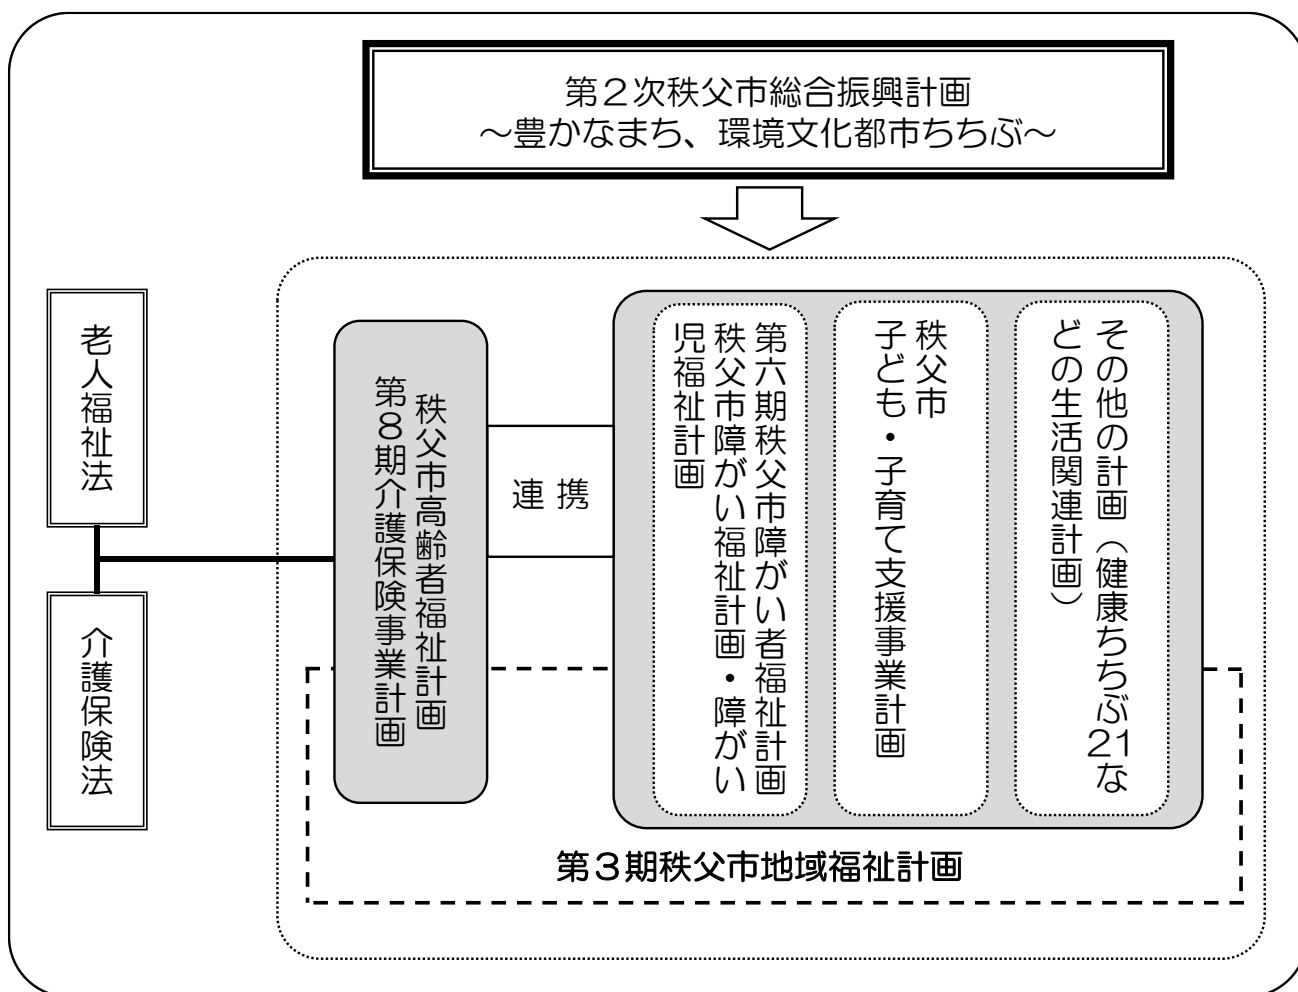 第２次秩父市総合振興計画
～豊かなまち、環境文化都市ちちぶ～
老人福祉法
介護保険法
秩父市高齢者福祉計画
第８期介護保険事業計画
連 携
第六期秩父市障がい者福祉計画
秩父市障がい福祉計画・障がい
児福祉計画
秩父市
子ども・子育て支援事業計画
その他の計画（健康ちちぶ21な
どの生活関連計画）
第３期秩父市地域福祉計画